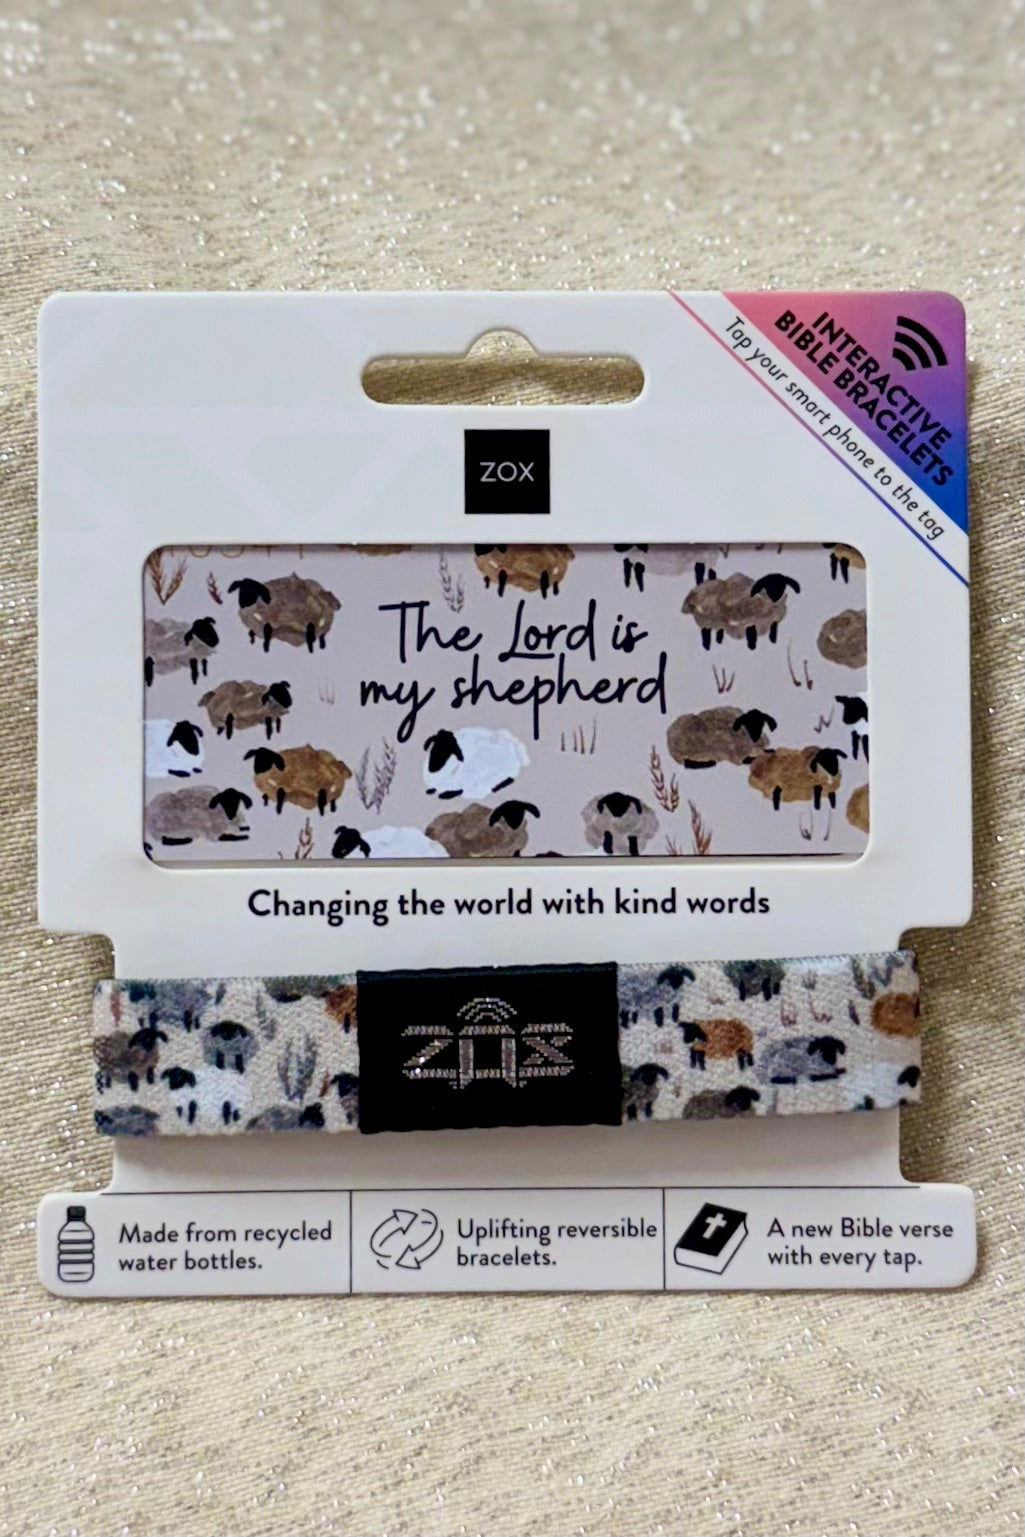 INTERACTIVE
BIBLE BRACELETS
Tap your smart phone to the tag
ZOX
The Lord is
my shepherd
Changing the world with kind words
ZOX
Made from recycled
water bottles.
Uplifting reversible
bracelets.
A new Bible verse
with every tap.